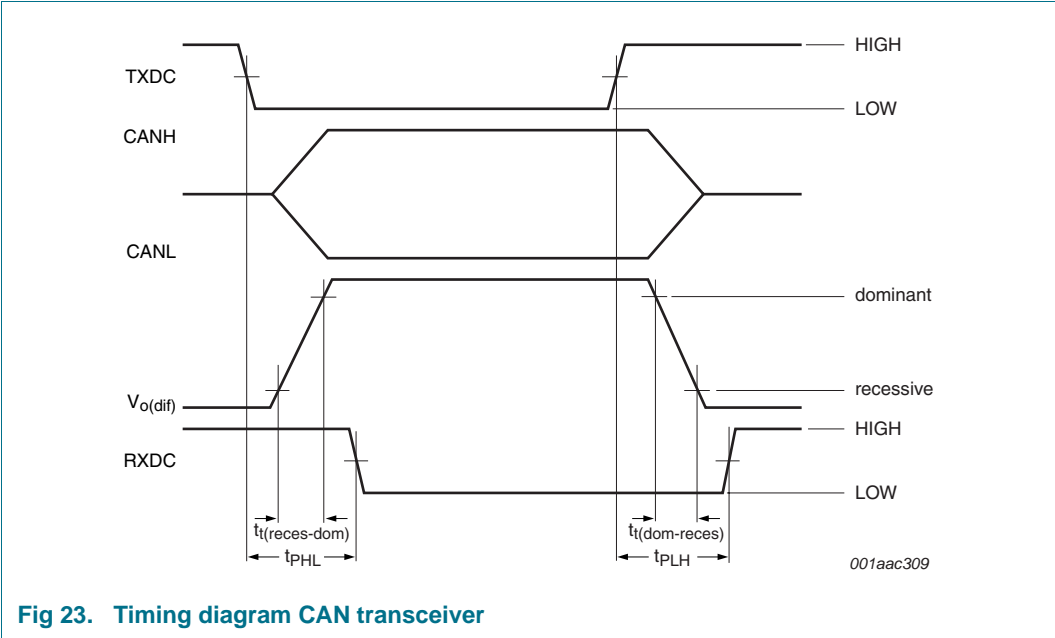 HIGH
TXDC
LOW
CANH
CANL
dominant
recessive
Vo(dif)
HIGH
RXDC
LOW
tt(reces-dom)
tt(dom-reces)
tPHL
tPLH
001aac309
Fig 23. Timing diagram CAN transceiver